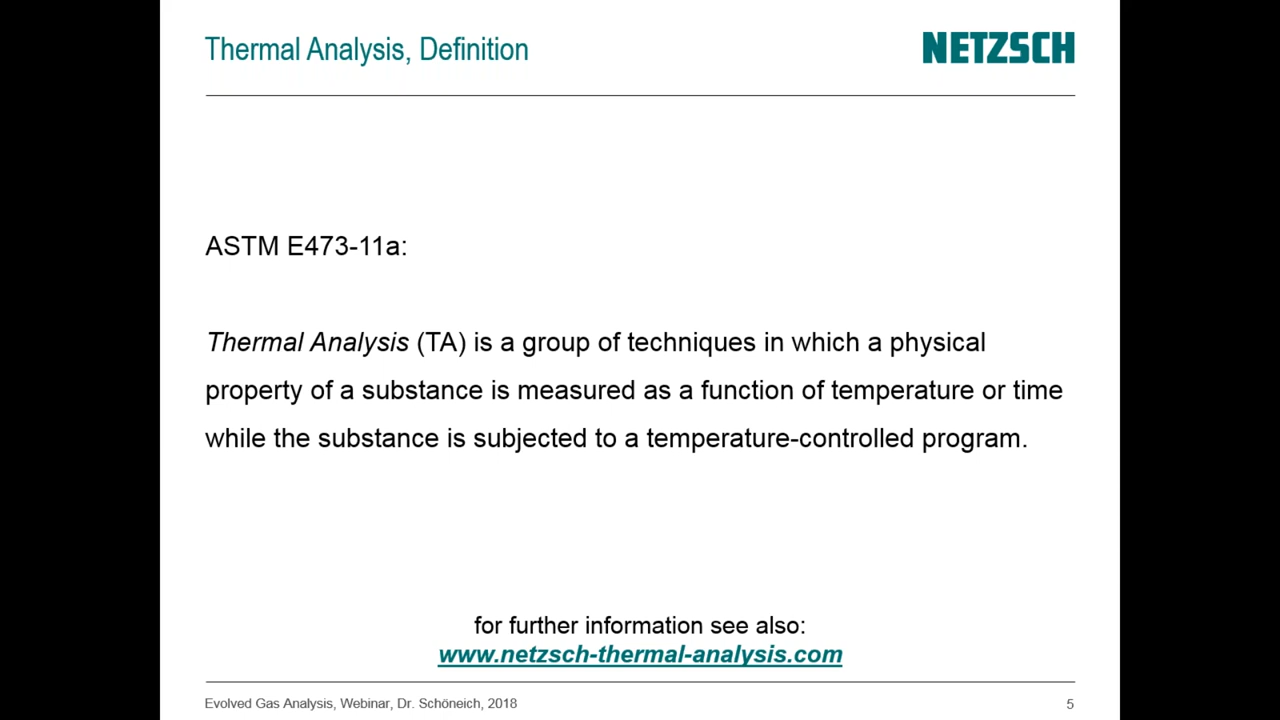 Thermal Analysis, Definition
NETZSCH
ASTM E473-11a:
Thermal Analysis (TA) is a group of techniques in which a physical
property of a substance is measured as a function of temperature or time
while the substance is subjected to a temperature-controlled program.
for further information see also:
www.netzsch-thermal-analysis.com
Evolved Gas Analysis, Webinar, Dr. Schöneich, 2018
5